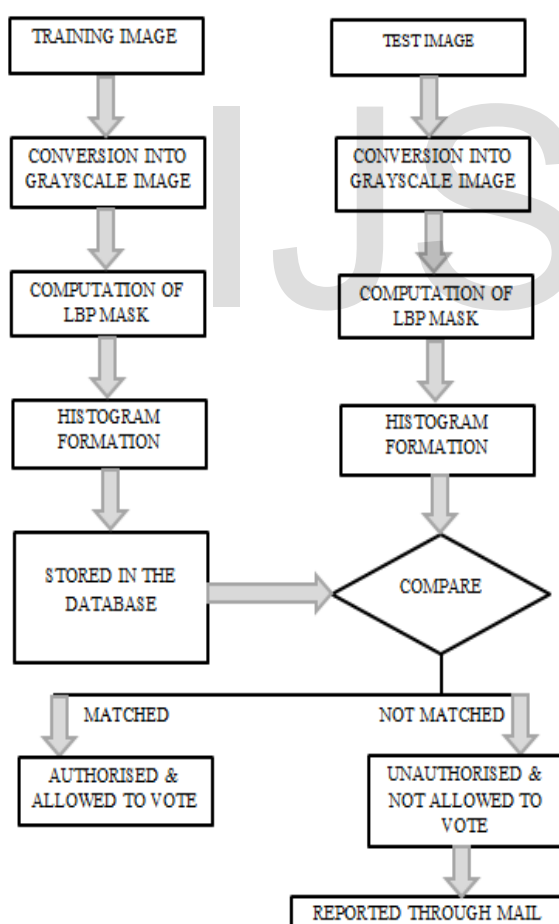 TRAINING IMAGE
CONVERSION INTO
GRAYSCALE IMAGE
COMPUTATION OF
LBP MASK
HISTOGRAM
FORMATION
STORED IN THE
DATABASE
TEST IMAGE
CONVERSION INTO
GRAYSCALE IMAGE
COMPUTATION OF
LBP MASK
HISTOGRAM
FORMATION
COMPARE
MATCHED
NOT MATCHED
AUTHORISED &
ALLOWED TO VOTE
UNAUTHORISED &
NOT ALLOWED TO
VOTE
REPORTED THROUGH MAIL
IJS